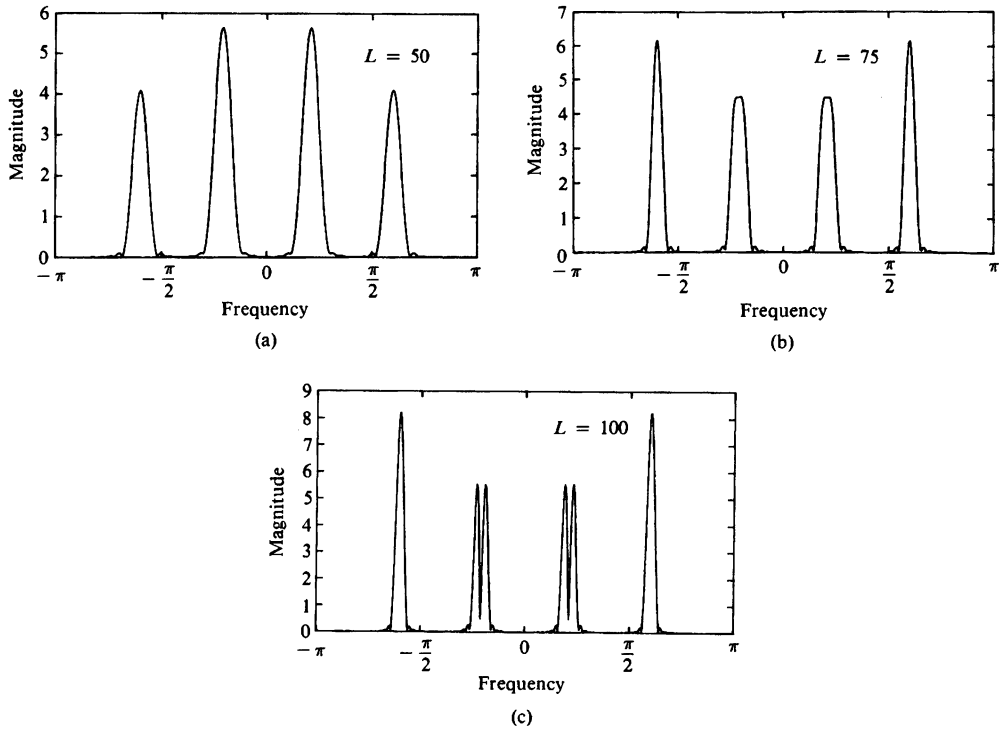 6
5
4
3
2
1
0
Magnitude
L = 50
−π
−π/2
0
π/2
π
Frequency
(a)
7
6
5
4
3
2
1
0
Magnitude
L = 75
−π
−π/2
0
π/2
π
Frequency
(b)
9
8
7
6
5
4
3
2
1
0
Magnitude
L = 100
−π
−π/2
0
π/2
π
Frequency
(c)